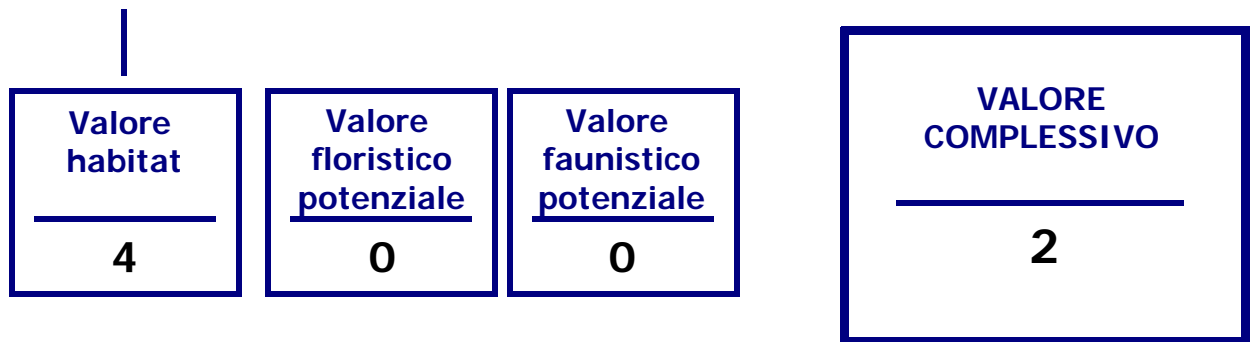 Valore
habitat
4
Valore
floristico
potenziale
0
Valore
faunistico
potenziale
0
VALORE
COMPLESSIVO
2